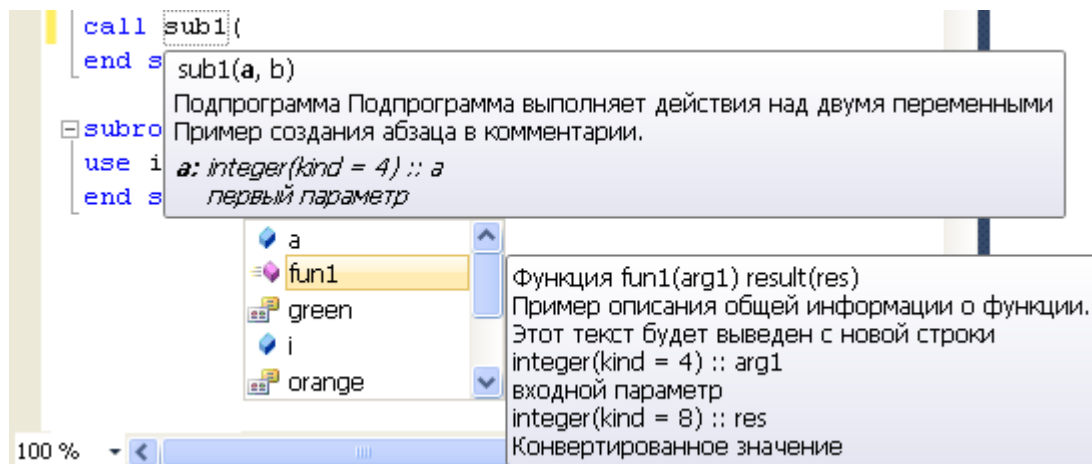 call sub1(
end s
sub1(a, b)
Подпрограмма Подпрограмма выполняет действия над двумя переменными
Пример создания абзаца в комментарии.
a: integer(kind = 4) :: a
первый параметр
subro
use i
end s
a
fun1
green
i
orange
Функция fun1(arg1) result(res)
Пример описания общей информации о функции.
Этот текст будет выведен с новой строки
integer(kind = 4) :: arg1
входной параметр
integer(kind = 8) :: res
Конвертированное значение
100 %